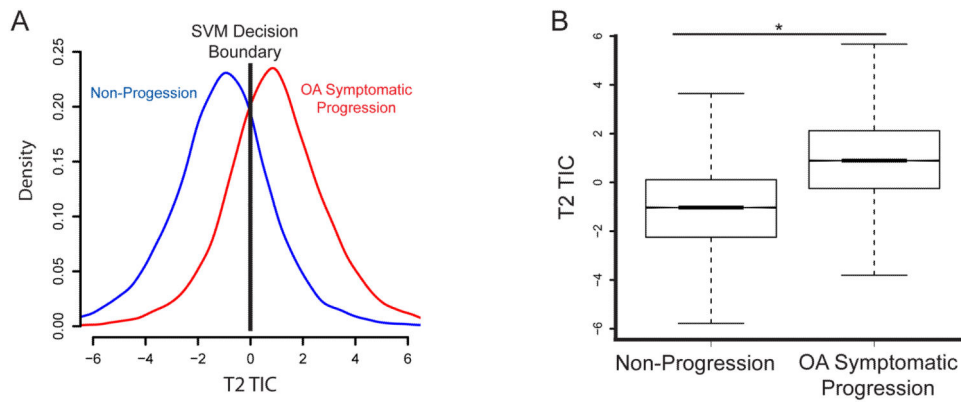 A
SVM Decision
Boundary
Non-Progession
OA Symptomatic
Progression
Density
0.25
0.20
0.15
0.10
0.05
0.00
-6
-4
-2
0
2
4
6
T2 TIC
B
*
T2 TIC
6
4
2
0
-2
-4
-6
Non-Progression
OA Symptomatic
Progression